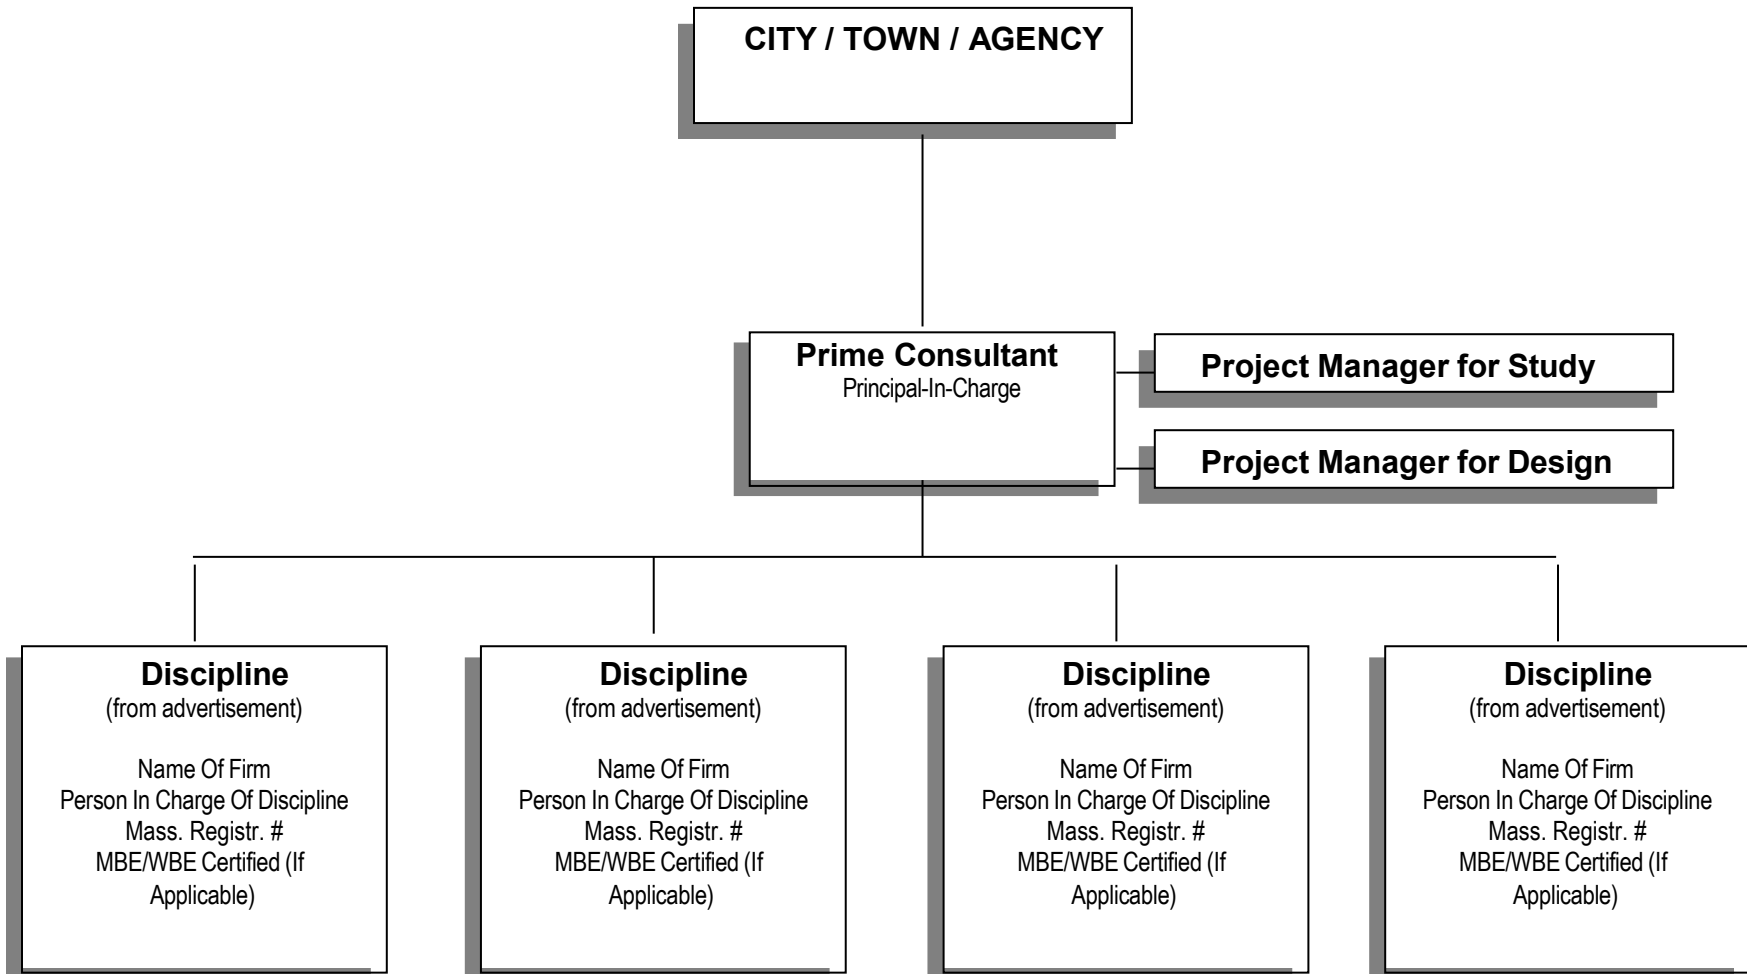 CITY / TOWN / AGENCY
Prime Consultant
Principal-In-Charge
Project Manager for Study
Project Manager for Design
Discipline
(from advertisement)
Name Of Firm
Person In Charge Of Discipline
Mass. Registr. #
MBE/WBE Certified (If
Applicable)
Discipline
(from advertisement)
Name Of Firm
Person In Charge Of Discipline
Mass. Registr. #
MBE/WBE Certified (If
Applicable)
Discipline
(from advertisement)
Name Of Firm
Person In Charge Of Discipline
Mass. Registr. #
MBE/WBE Certified (If
Applicable)
Discipline
(from advertisement)
Name Of Firm
Person In Charge Of Discipline
Mass. Registr. #
MBE/WBE Certified (If
Applicable)